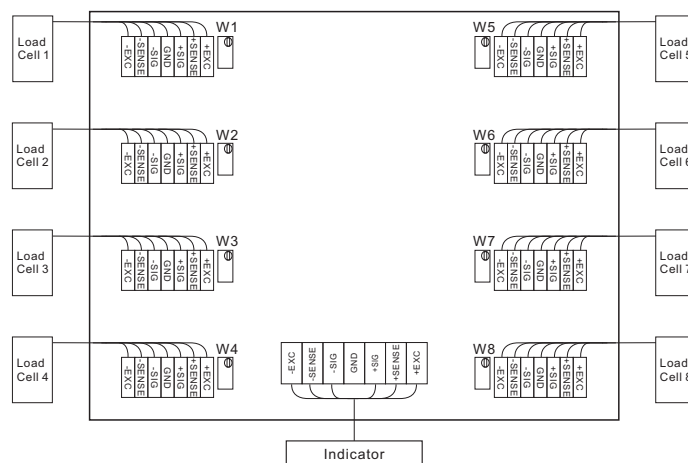 Load
Cell 1
-EXC
-SENSE
-SIG
GND
+SIG
+SENSE
+EXC
W1
W5
-EXC
-SENSE
-SIG
GND
+SIG
+SENSE
+EXC
Load
Cell 5
Load
Cell 2
-EXC
-SENSE
-SIG
GND
+SIG
+SENSE
+EXC
W2
W6
-EXC
-SENSE
-SIG
GND
+SIG
+SENSE
+EXC
Load
Cell 6
Load
Cell 3
-EXC
-SENSE
-SIG
GND
+SIG
+SENSE
+EXC
W3
W7
-EXC
-SENSE
-SIG
GND
+SIG
+SENSE
+EXC
Load
Cell 7
Load
Cell 4
-EXC
-SENSE
-SIG
GND
+SIG
+SENSE
+EXC
W4
-EXC
-SENSE
-SIG
GND
+SIG
+SENSE
+EXC
W8
-EXC
-SENSE
-SIG
GND
+SIG
+SENSE
+EXC
Load
Cell 8
Indicator